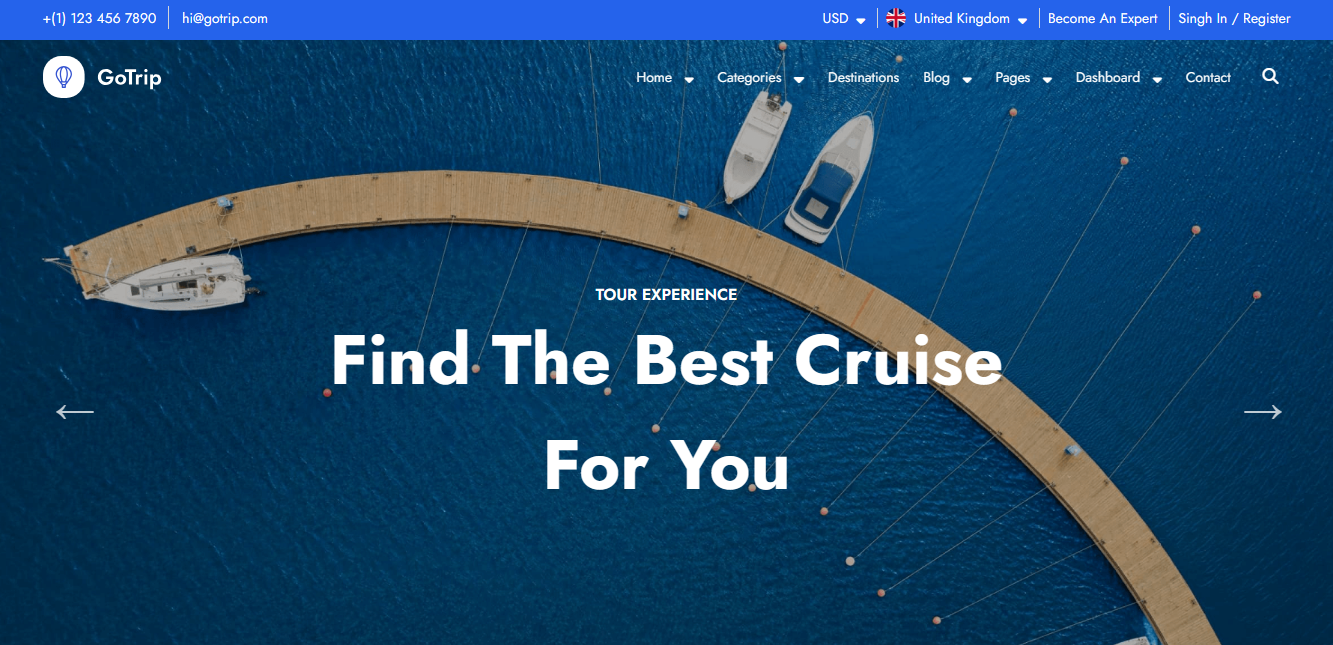 +(1) 123 456 7890 hi@gotrip.com USD United Kingdom Become An Expert Singh In / Register
GoTrip Home Categories Destinations Blog Pages Dashboard Contact
TOUR EXPERIENCE
Find The Best Cruise
For You